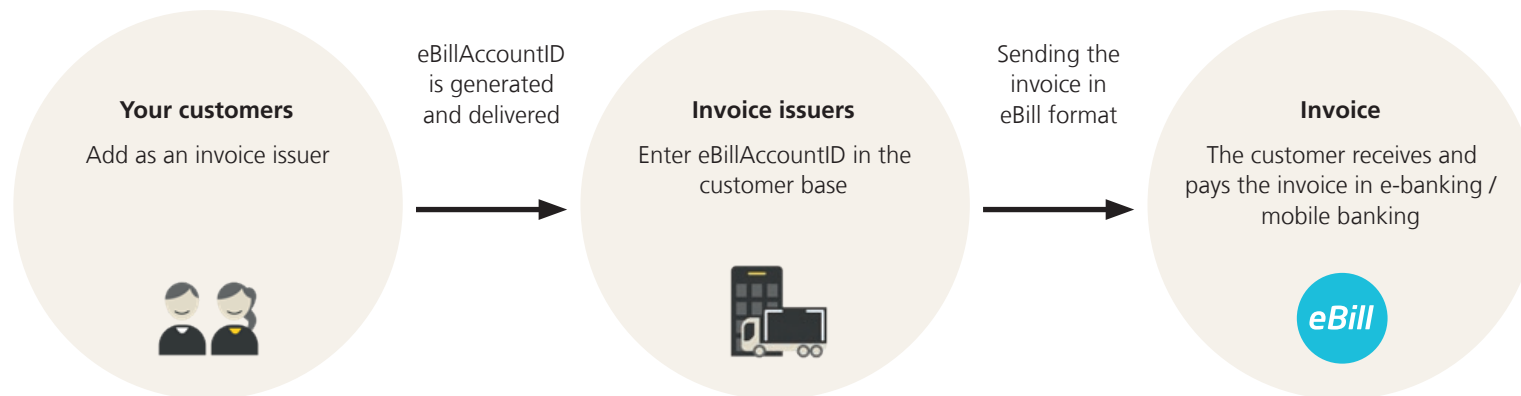 Your customers
Add as an invoice issuer
eBillAccountID
is generated
and delivered
Invoice issuers
Enter eBillAccountID in the
customer base
Sending the
invoice in
eBill format
Invoice
The customer receives and
pays the invoice in e-banking /
mobile banking
eBill